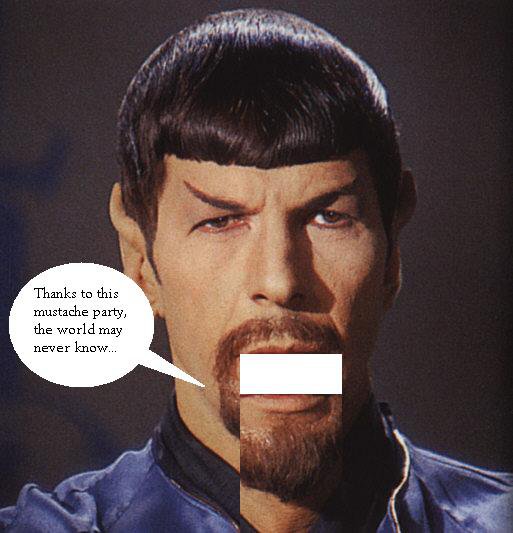 Thanks to this
mustache party,
the world may
never know...